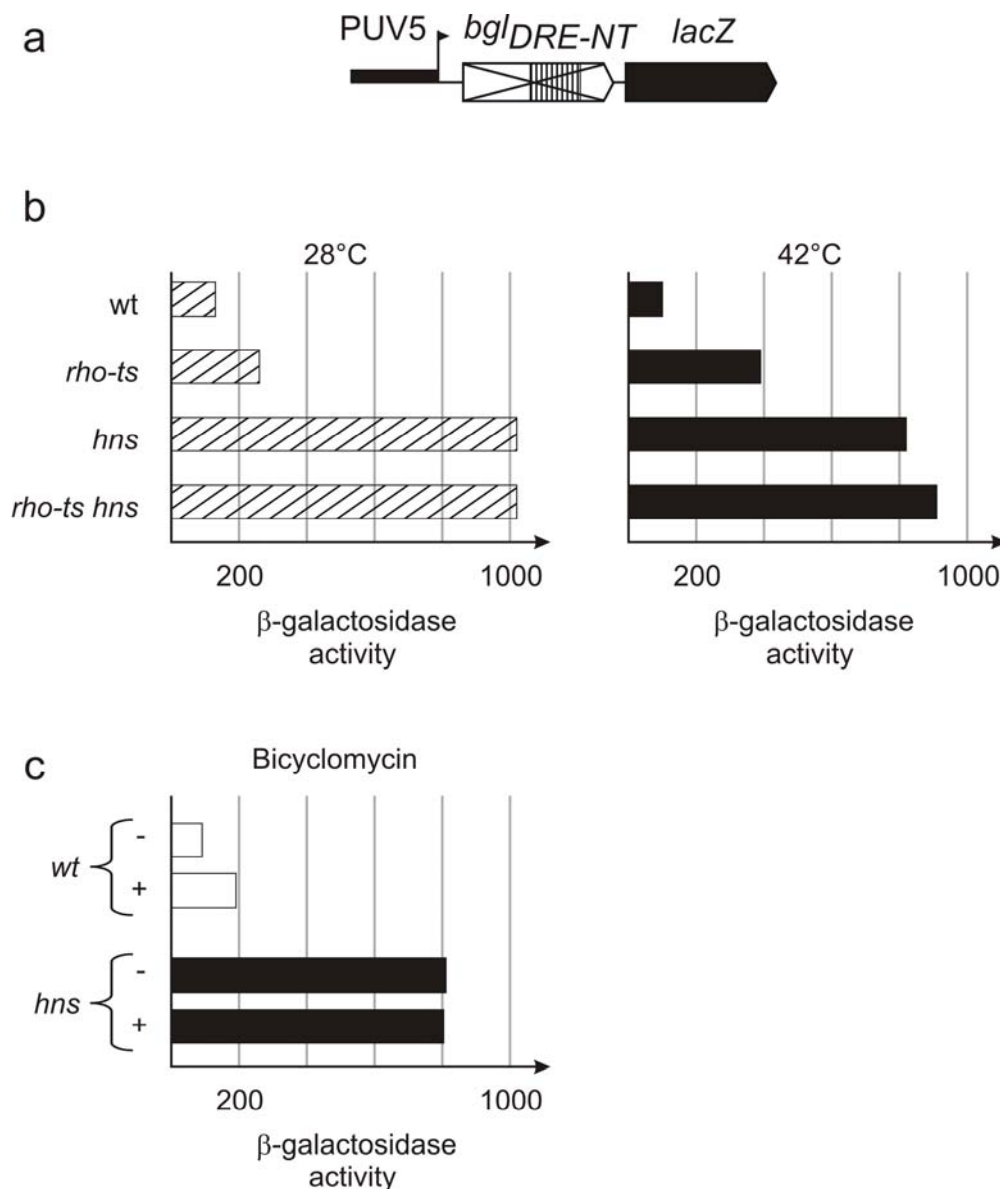 a
PUV5 bglDRE-NT lacZ
b
28°C 42°C
wt
rho-ts
hns
rho-ts hns
200 1000 200 1000
β-galactosidase activity β-galactosidase activity
c
Bicyclomycin
wt - +
hns - +
200 1000
β-galactosidase
activity